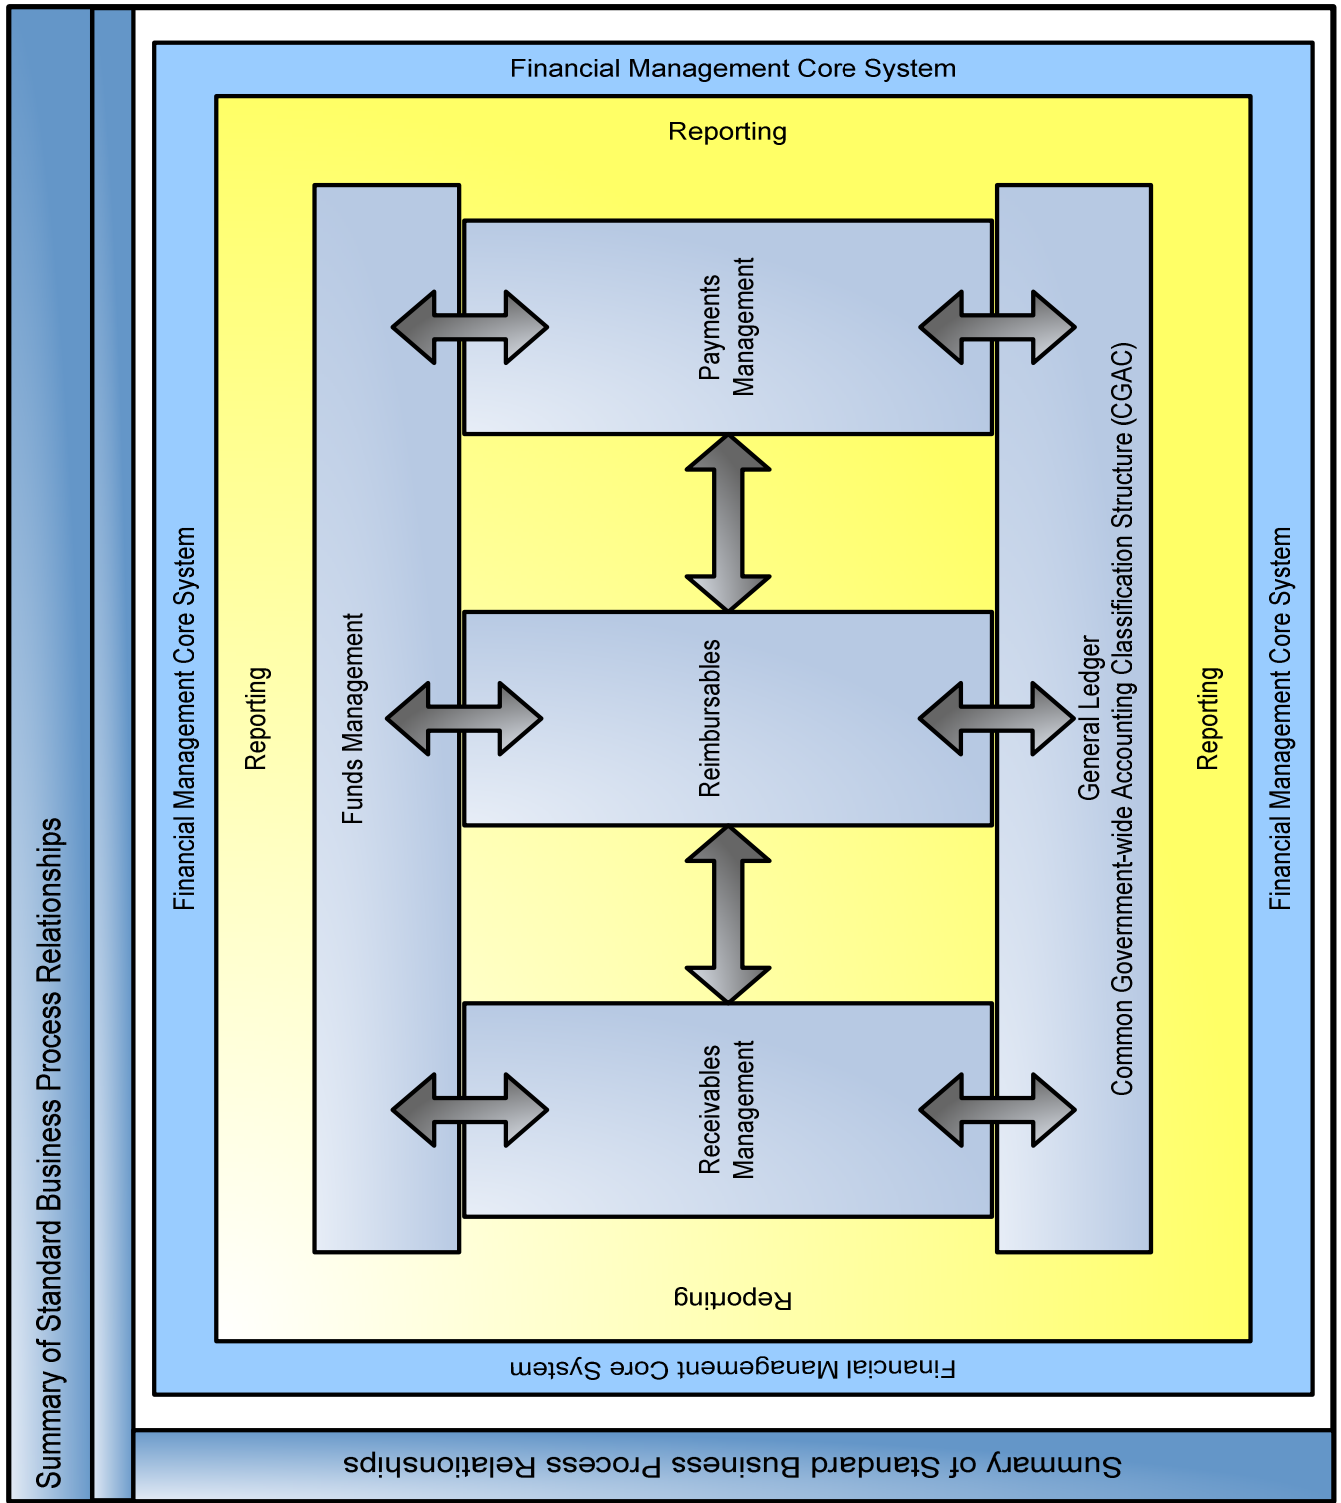 Summary of Standard Business Process Relationships
Financial Management Core System
Financial Management Core System
Reporting
Reporting
Funds Management
Receivables
Management
Reimbursables
Payments
Management
General Ledger
Common Government-wide Accounting Classification Structure (CGAC)
Reporting
Reporting
Financial Management Core System
Financial Management Core System
Summary of Standard Business Process Relationships